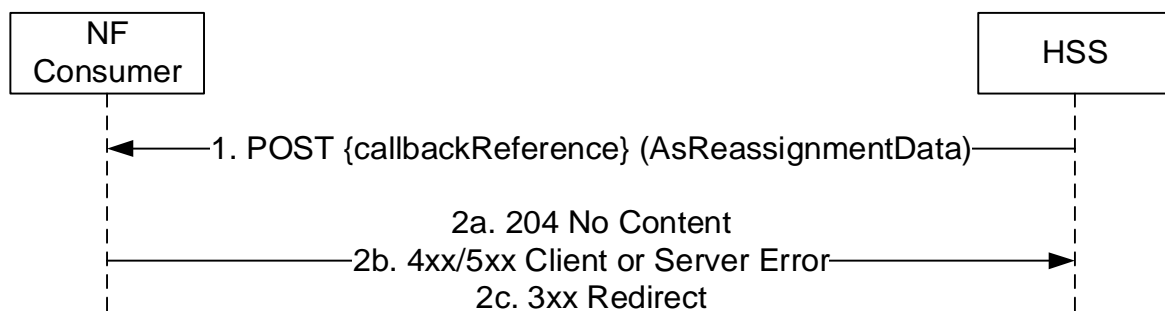 NF
Consumer
HSS
1. POST {callbackReference} (AsReassignmentData)
2a. 204 No Content
2b. 4xx/5xx Client or Server Error
2c. 3xx Redirect